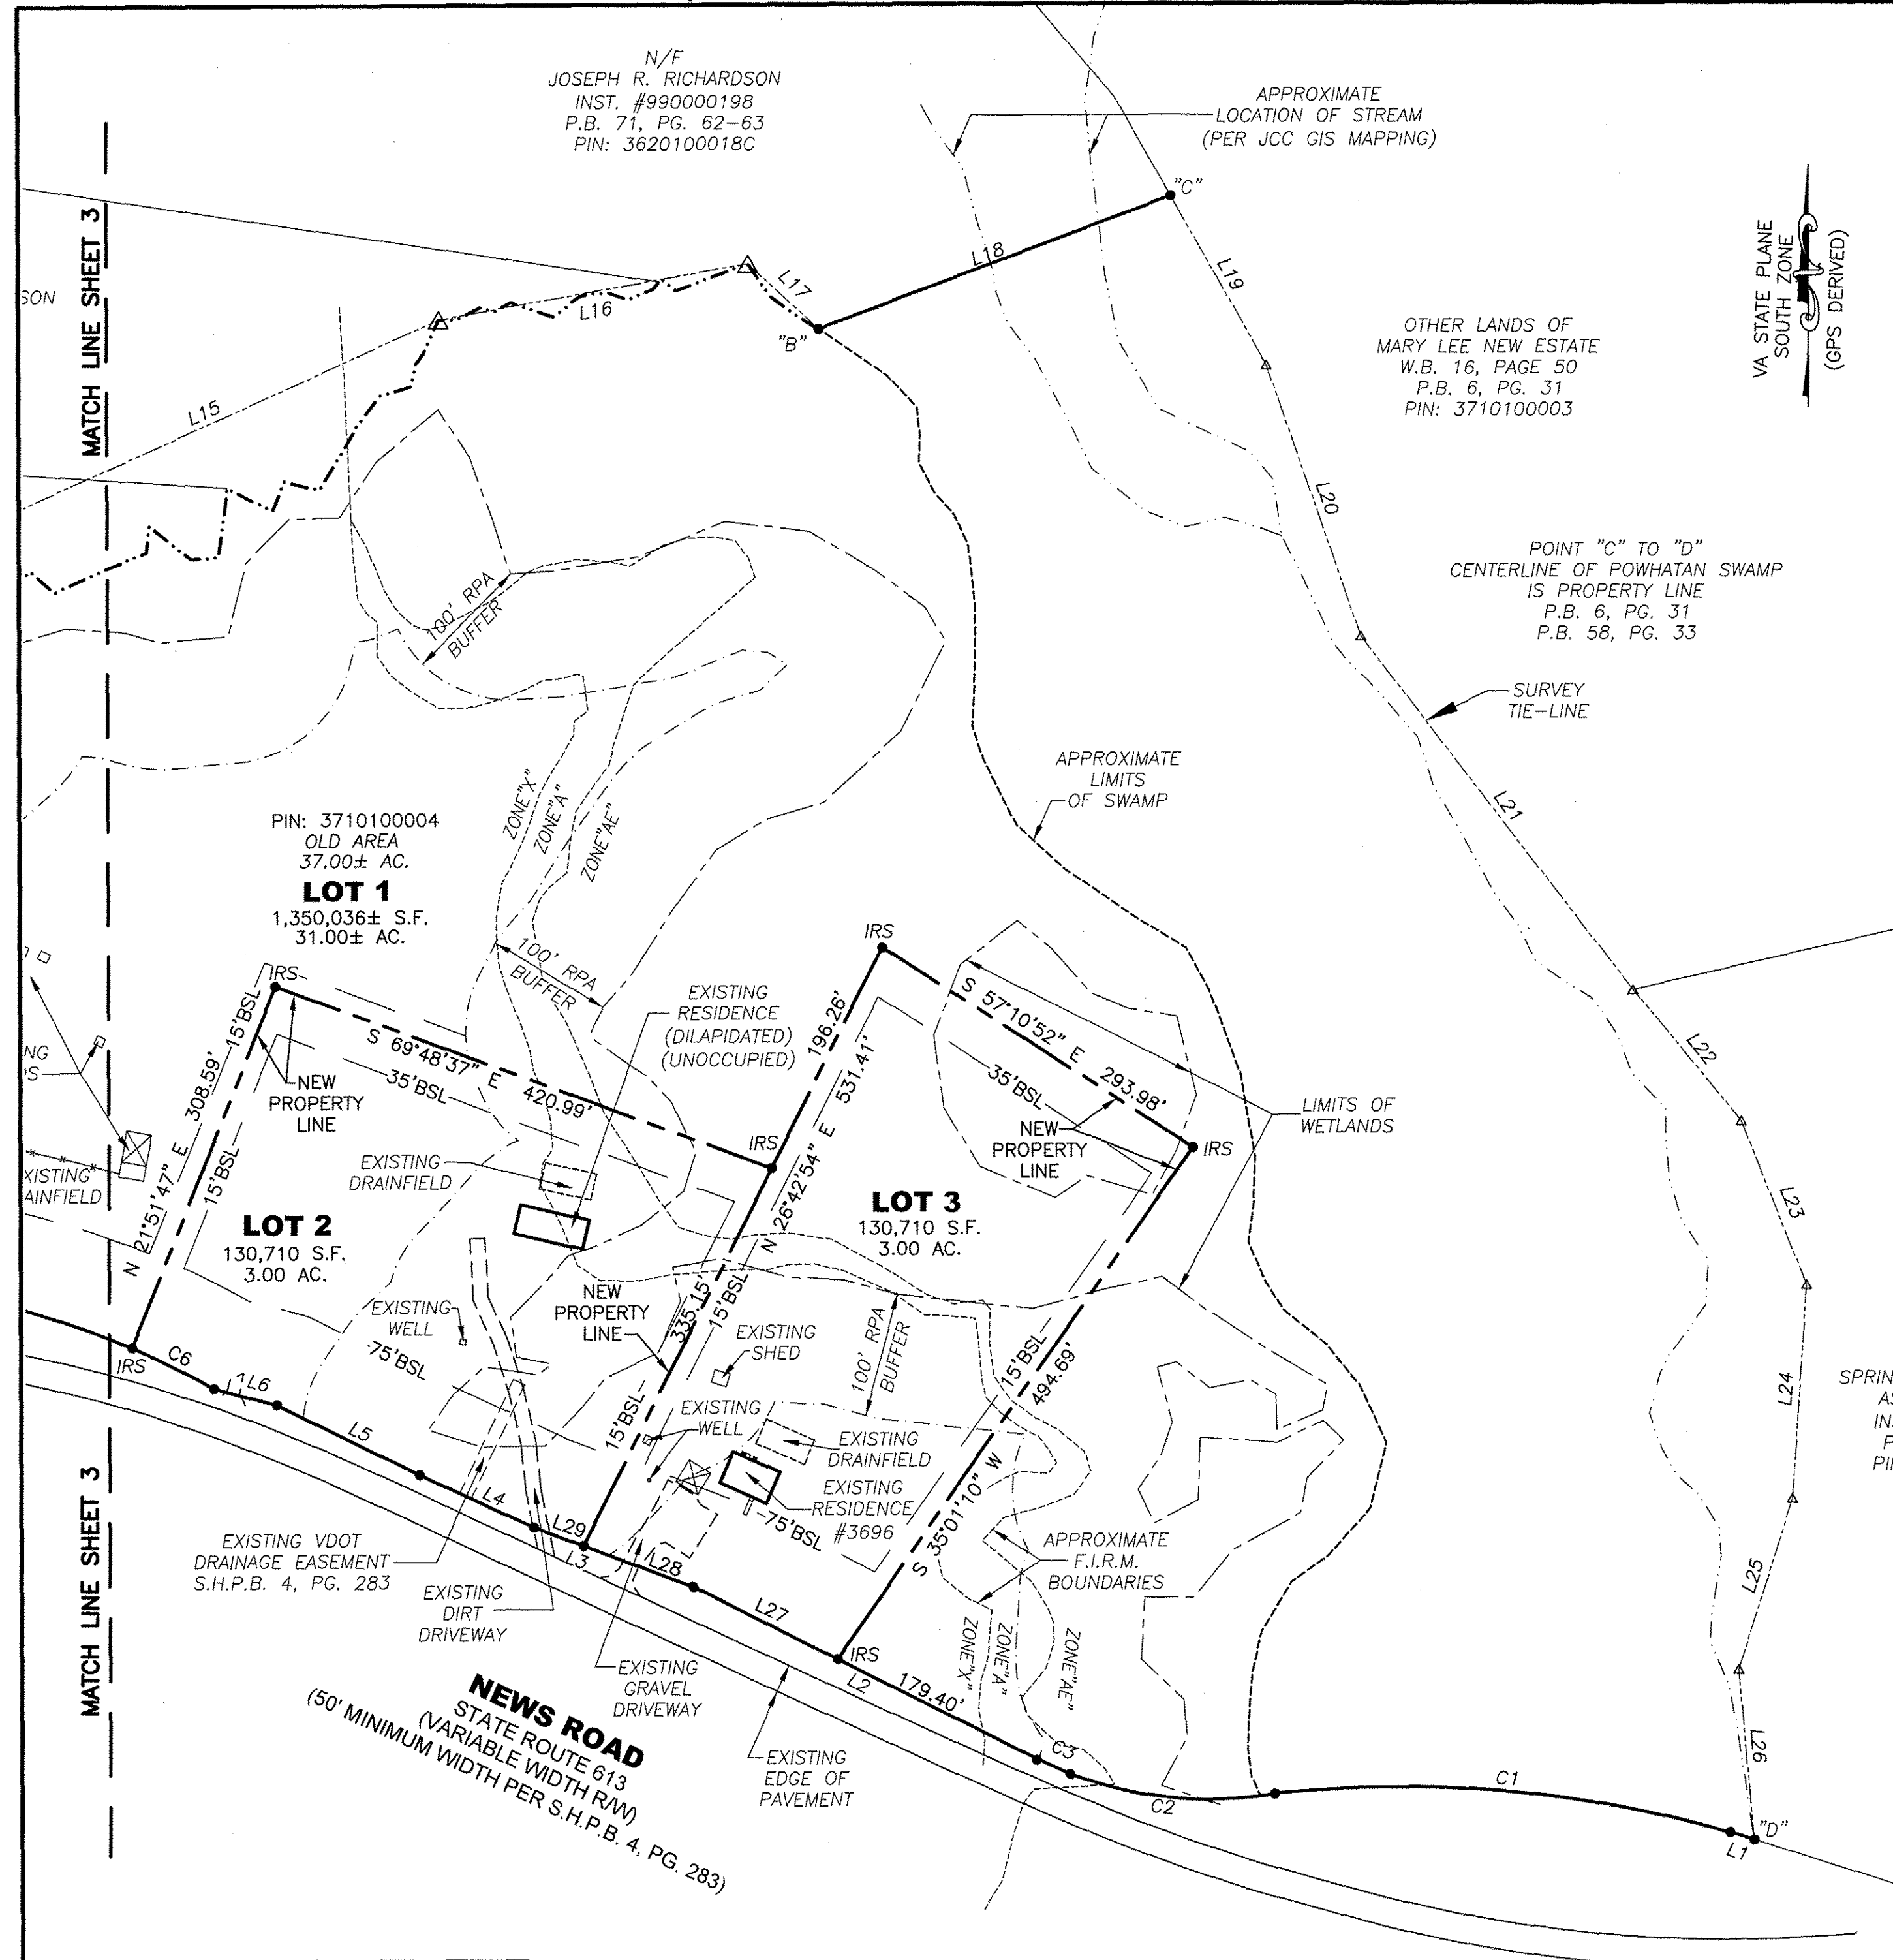 N/F
JOSEPH R. RICHARDSON
INST. #990000198
P.B. 71, PG. 62-63
PIN: 3620100018C
APPROXIMATE
LOCATION OF STREAM
(PER JCC GIS MAPPING)
"C"
VA STATE PLANE
SOUTH ZONE
(GPS DERIVED)
MATCH LINE SHEET 3
L18
L19
L17
L16
"B"
L15
OTHER LANDS OF
MARY LEE NEW ESTATE
W.B. 16, PAGE 50
P.B. 6, PG. 31
PIN: 3710100003
L20
POINT "C" TO "D"
CENTERLINE OF POWHATAN SWAMP
IS PROPERTY LINE
P.B. 6, PG. 31
P.B. 58, PG. 33
100' RPA
BUFFER
SURVEY
TIE-LINE
APPROXIMATE
LIMITS
OF SWAMP
L21
ZONE"X"
ZONE"A"
ZONE"AE"
PIN: 3710100004
OLD AREA
37.00± AC.
LOT 1
1,350,036± S.F.
31.00± AC.
100' RPA
BUFFER
IRS
IRS
EXISTING
RESIDENCE
(DILAPIDATED)
(UNOCCUPIED)
15'BSL
S 69°48'37" E
420.99'
35'BSL
NEW
PROPERTY
LINE
308.59'
N 21°51'47" E
15'BSL
196.26'
531.41'
N 26°42'54" E
S 57°10'52" E
293.98'
35'BSL
NEW
PROPERTY
LINE
LIMITS OF
WETLANDS
L22
IRS
IRS
EXISTING
DRAINFIELD
LOT 2
130,710 S.F.
3.00 AC.
LOT 3
130,710 S.F.
3.00 AC.
L23
NEW
PROPERTY
LINE
335.15'
15'BSL
EXISTING
WELL
EXISTING
SHED
100' RPA
BUFFER
15'BSL
494.69'
S 35°01'10" W
L24
IRS
C6
L6
75'BSL
15'BSL
L5
L4
L29
L3
L28
EXISTING
WELL
EXISTING
DRAINFIELD
EXISTING
RESIDENCE
#3696
75'BSL
MATCH LINE SHEET 3
EXISTING VDOT
DRAINAGE EASEMENT
S.H.P.B. 4, PG. 283
EXISTING
DIRT
DRIVEWAY
APPROXIMATE
F.I.R.M.
BOUNDARIES
L25
L27
IRS
L2
179.40'
ZONE"X"
ZONE"A"
ZONE"AE"
EXISTING
GRAVEL
DRIVEWAY
NEWS ROAD
STATE ROUTE 613
(VARIABLE WIDTH R/W)
(50' MINIMUM WIDTH PER S.H.P.B. 4, PG. 283)
EXISTING
EDGE OF
PAVEMENT
C3
C2
C1
L26
"D"
L1